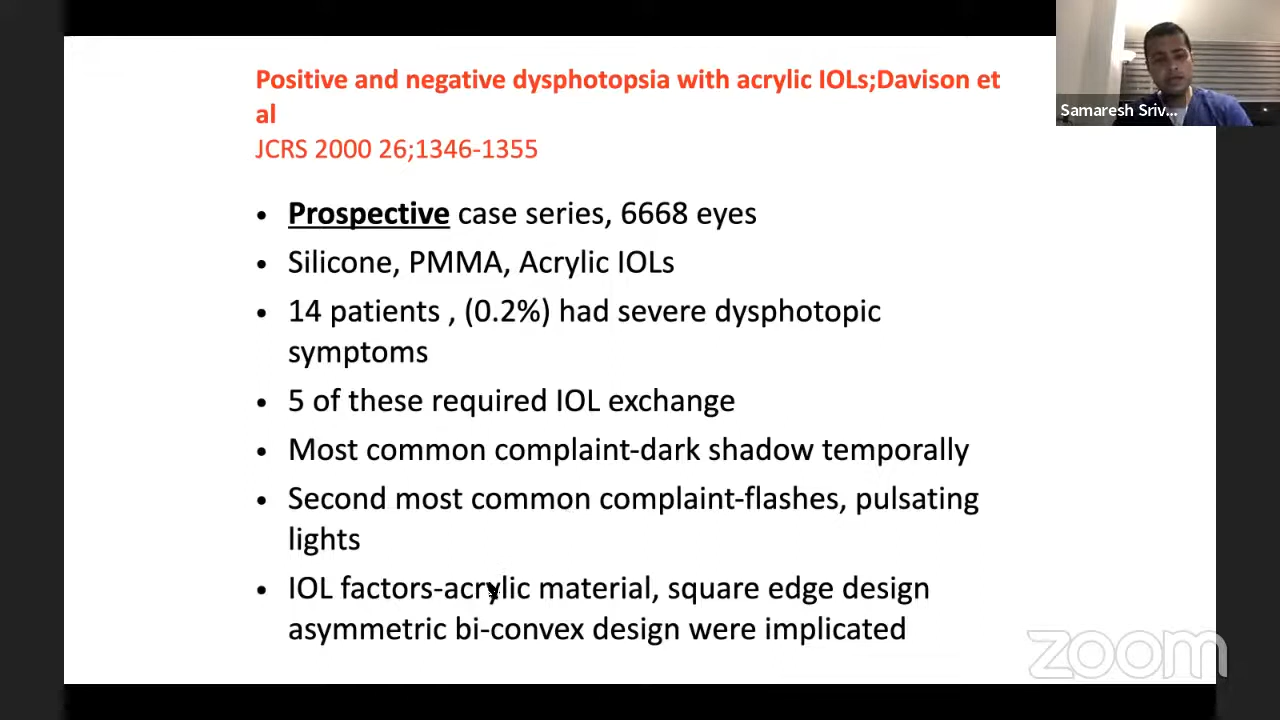 Positive and negative dysphotopsia with acrylic IOLs;Davison et
al
JCRS 2000 26;1346-1355
• Prospective case series, 6668 eyes
• Silicone, PMMA, Acrylic IOLs
• 14 patients , (0.2%) had severe dysphotopic
symptoms
• 5 of these required IOL exchange
• Most common complaint-dark shadow temporally
• Second most common complaint-flashes, pulsating
lights
• IOL factors-acrylic material, square edge design
asymmetric bi-convex design were implicated
Samaresh Sriv...
zoom